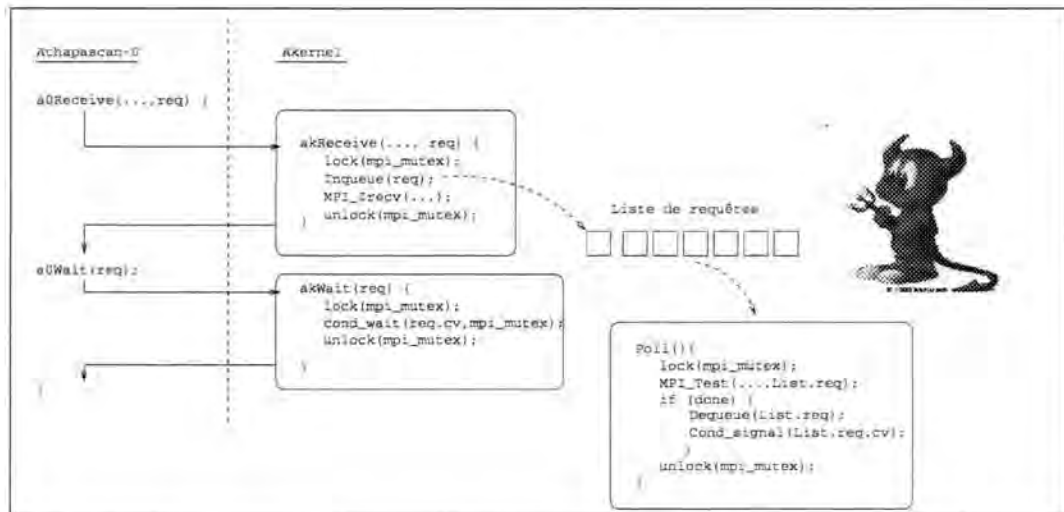 Athapascan-0
Akernel
a0Receive(....req) {
akReceive(...., req) {
lock(mpi_mutex);
Inqueue(req);
MPI_Irecv(...);
unlock(mpi_mutex);
}
a0Wait(req);
akWait(req) {
lock(mpi_mutex);
cond_wait(req.cv,mpi_mutex);
unlock(mpi_mutex);
}
}
Liste de requêtes
Poll(){
lock(mpi_mutex);
MPI_Test(....List.req);
if (done) {
Dequeue(List.req);
Cond_signal(List.req.cv);
}
unlock(mpi_mutex);
}